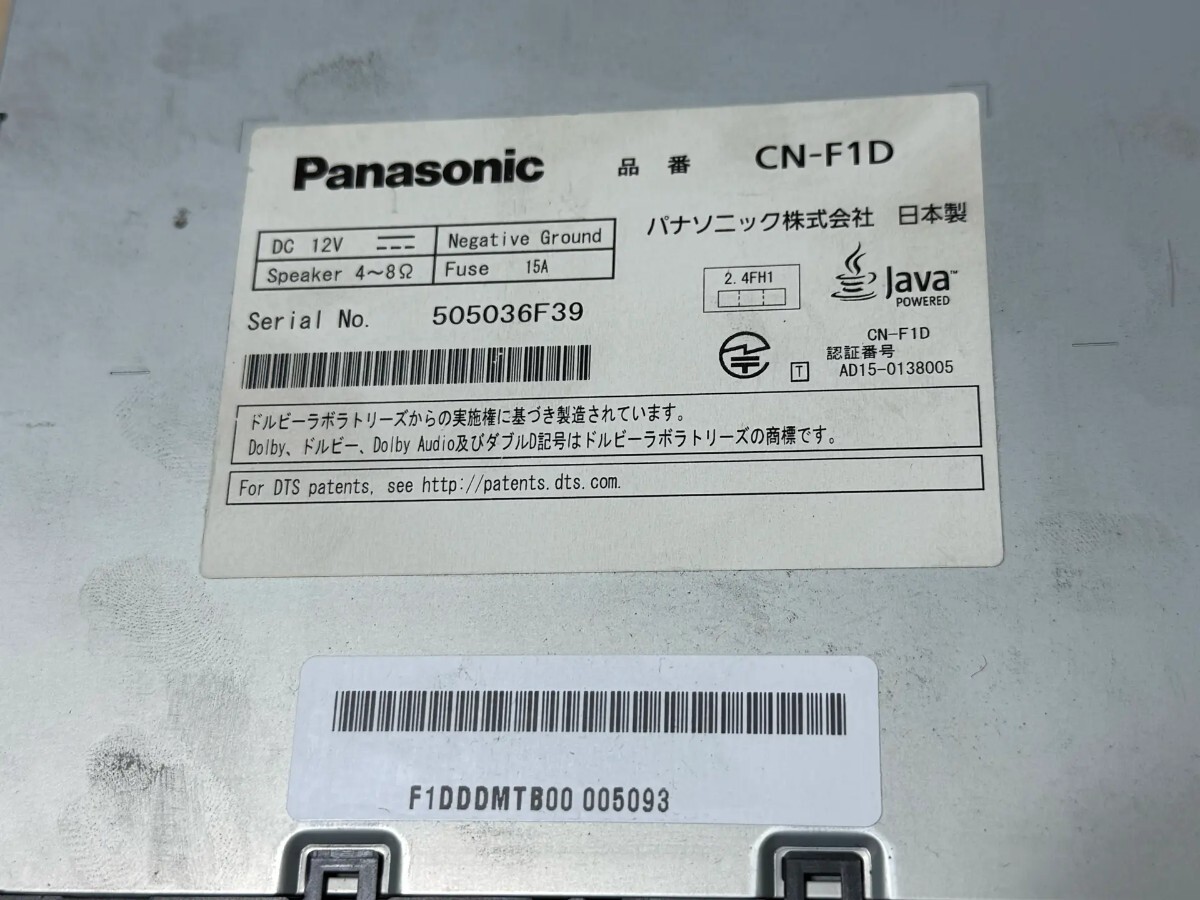 Panasonic 品番 CN-F1D
パナソニック株式会社 日本製
DC 12V Negative Ground
Speaker 4～8Ω Fuse 15A
2.4FH1
Java™
POWERED
Serial No. 505036F39
CN-F1D
認証番号
T AD15-0138005
ドルビーラボラトリーズからの実施権に基づき製造されています。
Dolby、ドルビー、Dolby Audio及びダブルD記号はドルビーラボラトリーズの商標です。
For DTS patents, see http://patents.dts.com.
F1DDDMTB00 005093